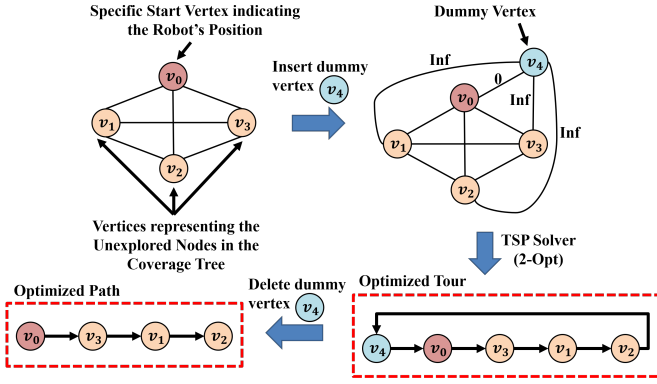 Specific Start Vertex indicating
the Robot's Position
v0
v1
v3
v2
Vertices representing the
Unexplored Nodes in the
Coverage Tree
Insert dummy
vertex v4
Dummy Vertex
v4
Inf
0
Inf
Inf
v0
v1
v3
v2
TSP Solver
(2-Opt)
Optimized Tour
v4 v0 v3 v1 v2
Delete dummy
vertex v4
Optimized Path
v0 v3 v1 v2